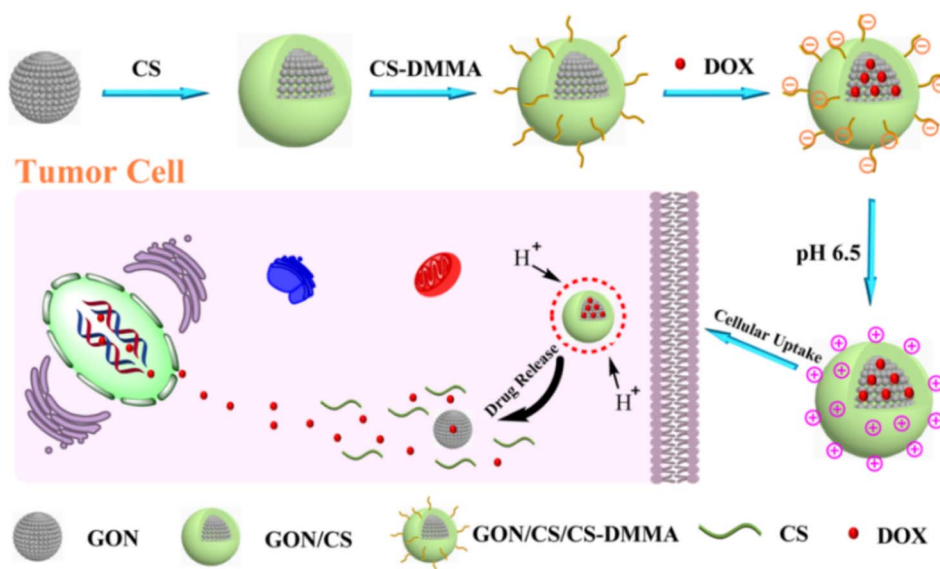 CS
CS-DMMA
DOX
Tumor Cell
pH 6.5
H+
Cellular Uptake
Drug Release
H+
GON
GON/CS
GON/CS/CS-DMMA
CS
DOX